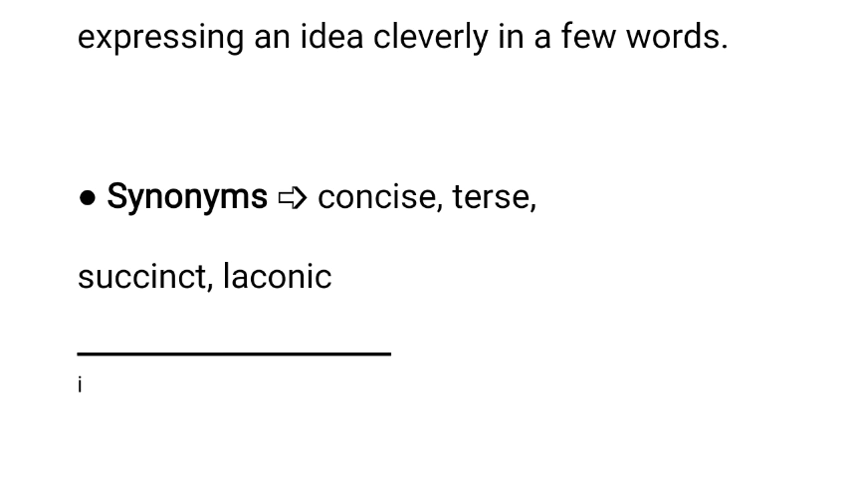 expressing an idea cleverly in a few words.
● Synonyms ➩ concise, terse,
succinct, laconic
i